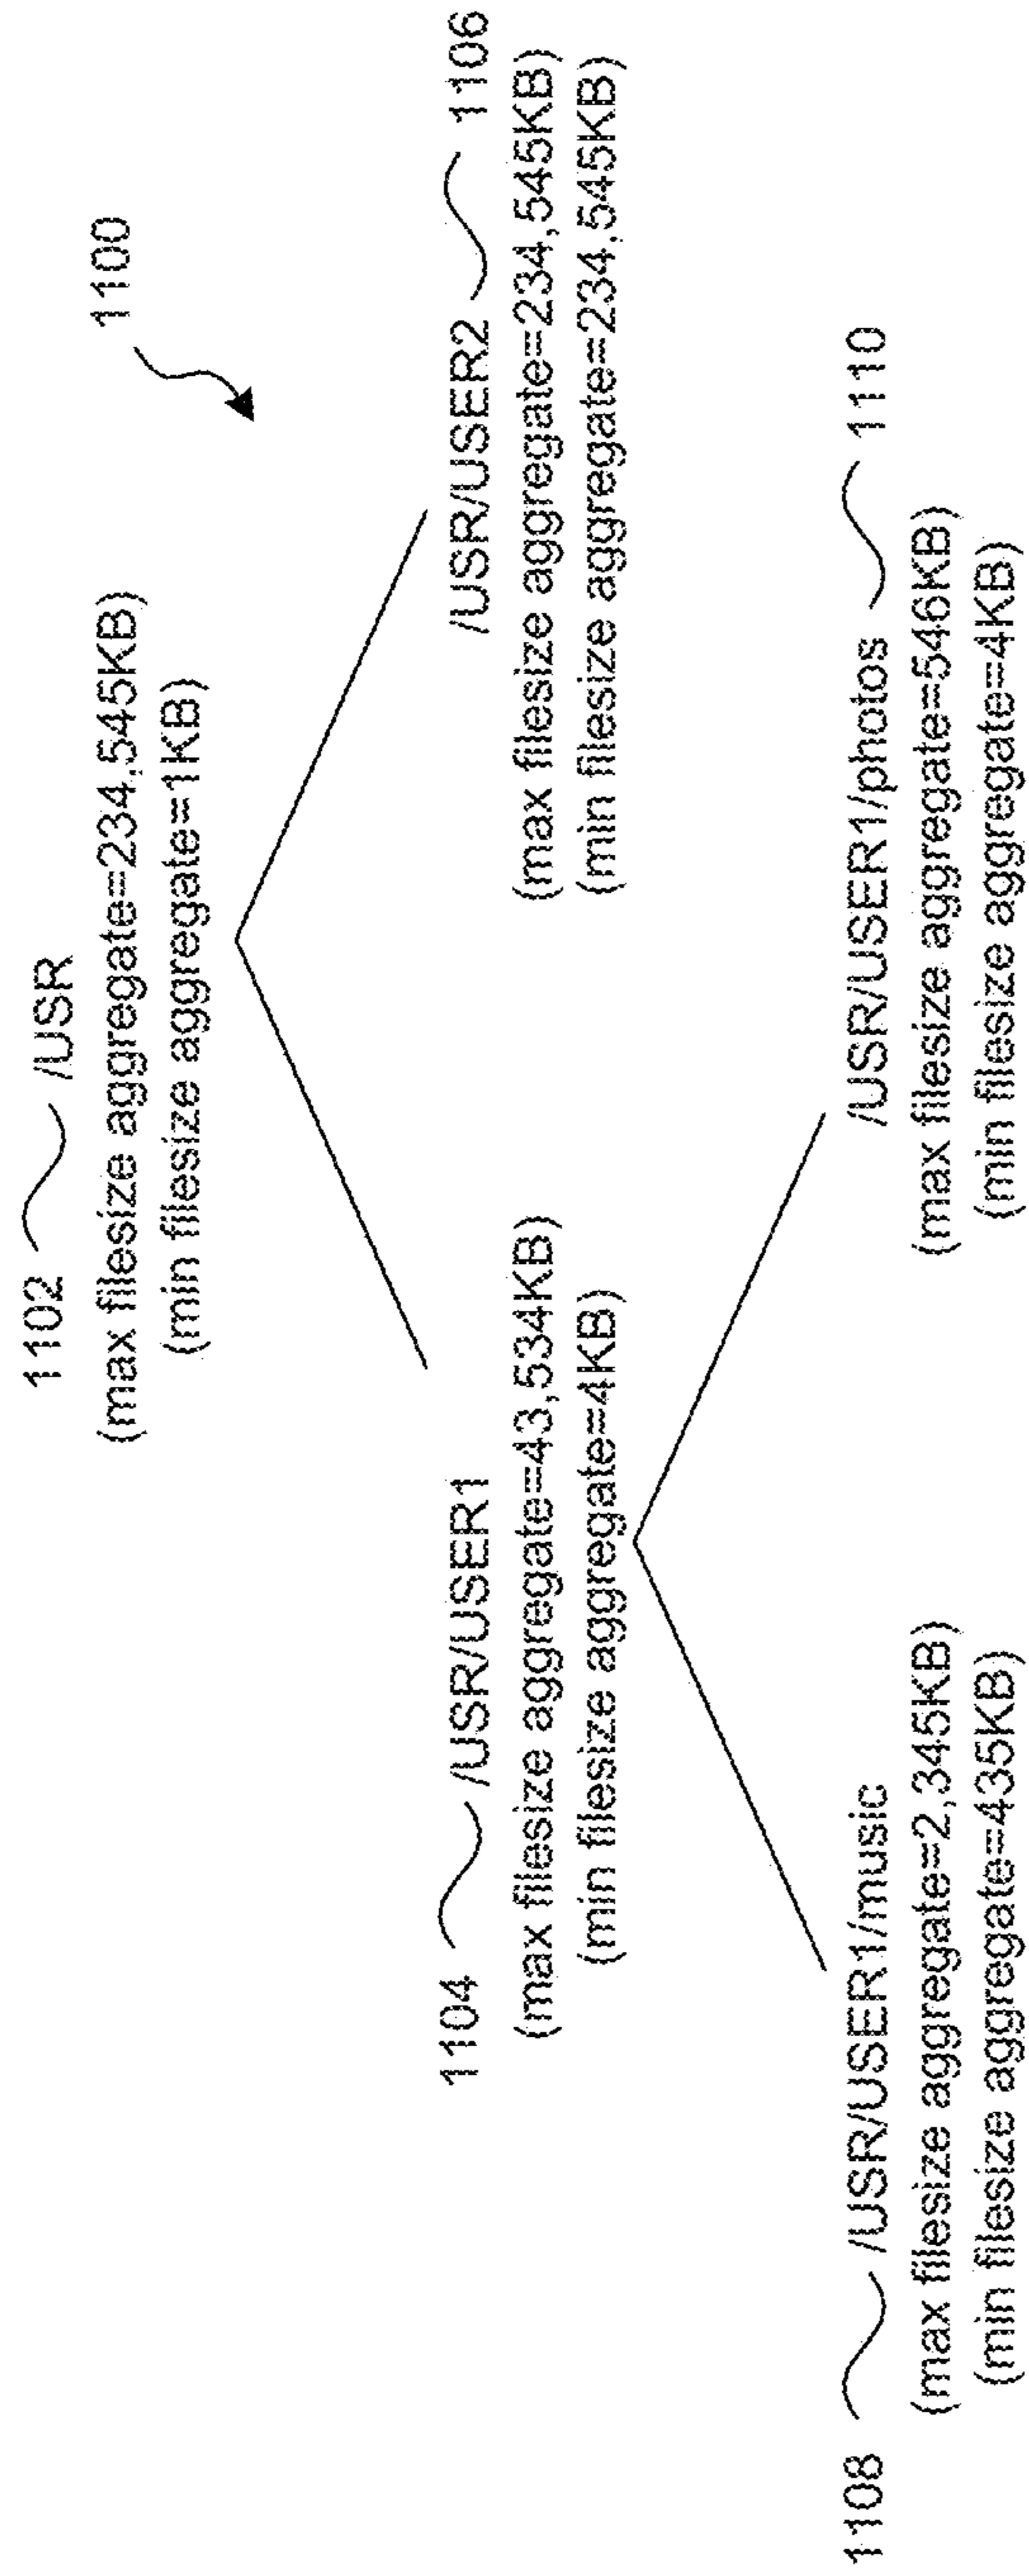 1100
1102 /USR
(max filesize aggregate=234,545KB)
(min filesize aggregate=1KB)
1104 /USR/USER1
(max filesize aggregate=43,534KB)
(min filesize aggregate=4KB)
/USR/USER2 1106
(max filesize aggregate=234,545KB)
(min filesize aggregate=234,545KB)
1108 /USR/USER1/music
(max filesize aggregate=2,345KB)
(min filesize aggregate=435KB)
/USR/USER1/photos 1110
(max filesize aggregate=546KB)
(min filesize aggregate=4KB)